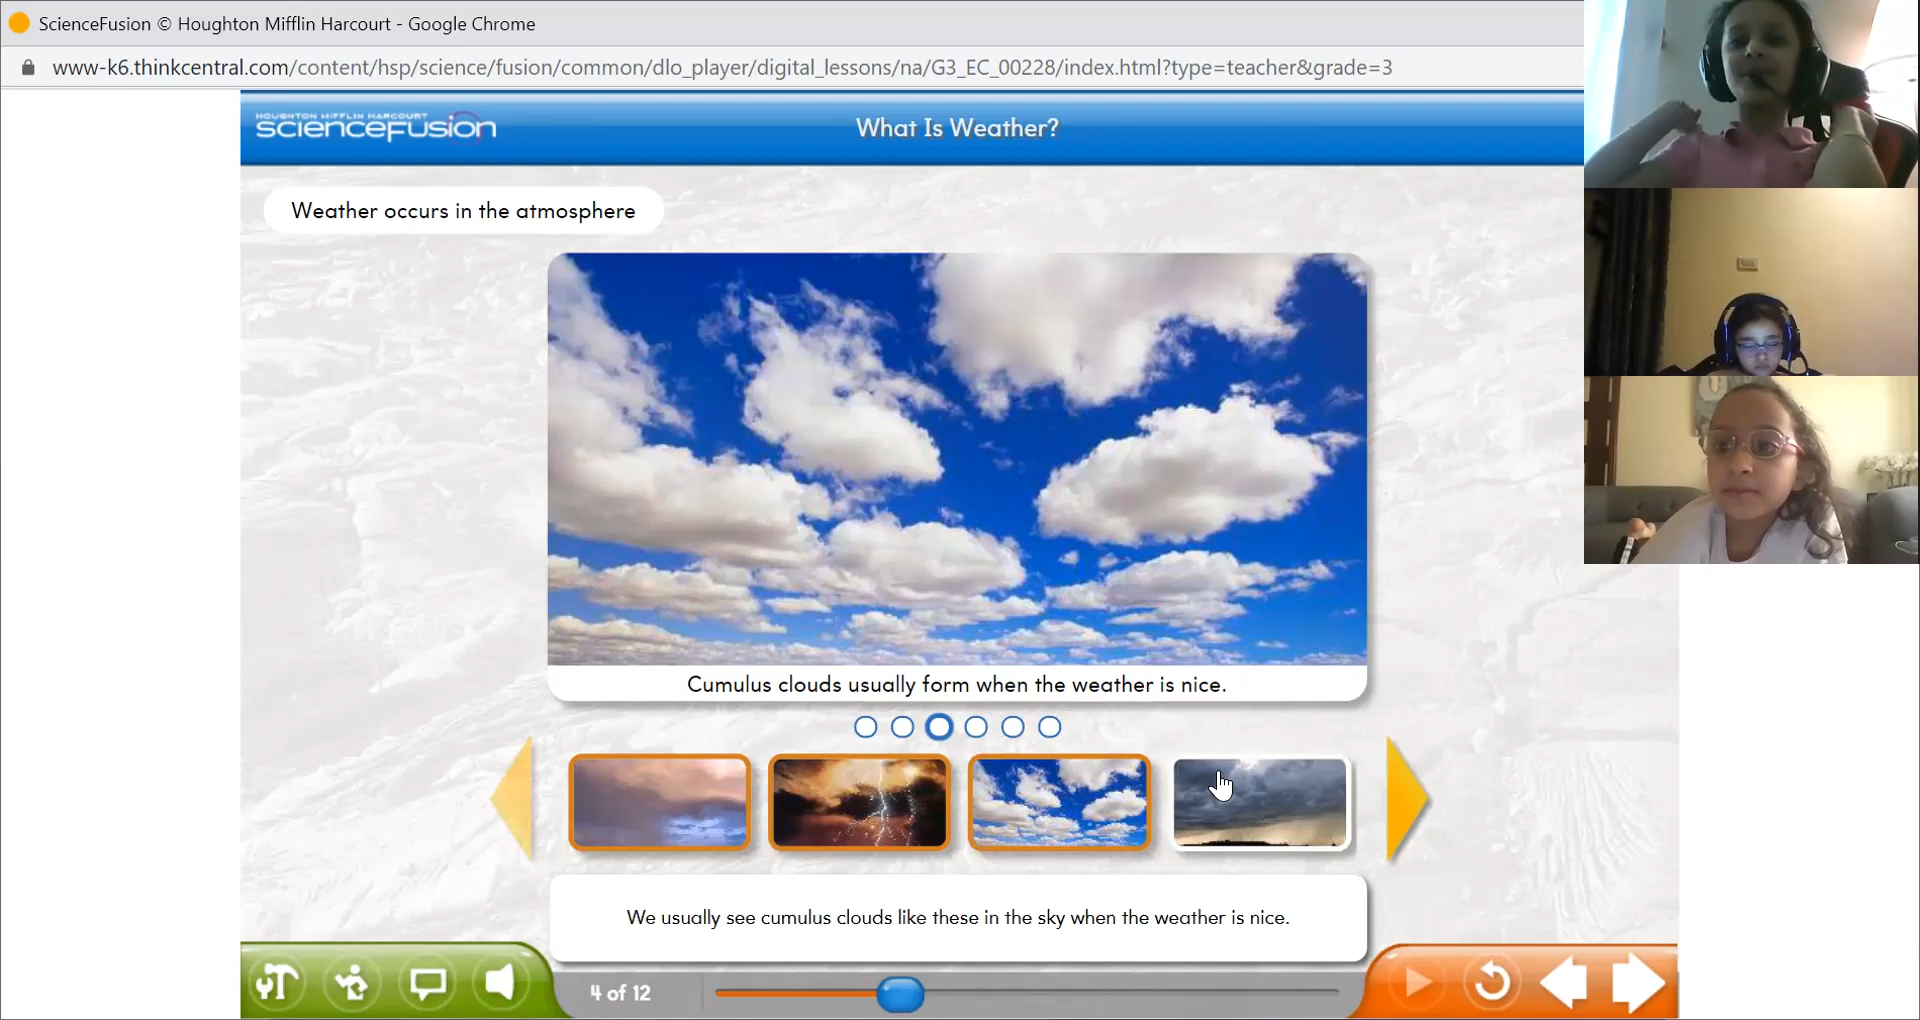 ScienceFusion © Houghton Mifflin Harcourt - Google Chrome
www-k6.thinkcentral.com/content/hsp/science/fusion/common/dlo_player/digital_lessons/na/G3_EC_00228/index.html?type=teacher&grade=3
HOUGHTON MIFFLIN HARCOURT
SCIENCEFUSION
What Is Weather?
Weather occurs in the atmosphere
Cumulus clouds usually form when the weather is nice.
We usually see cumulus clouds like these in the sky when the weather is nice.
4 of 12